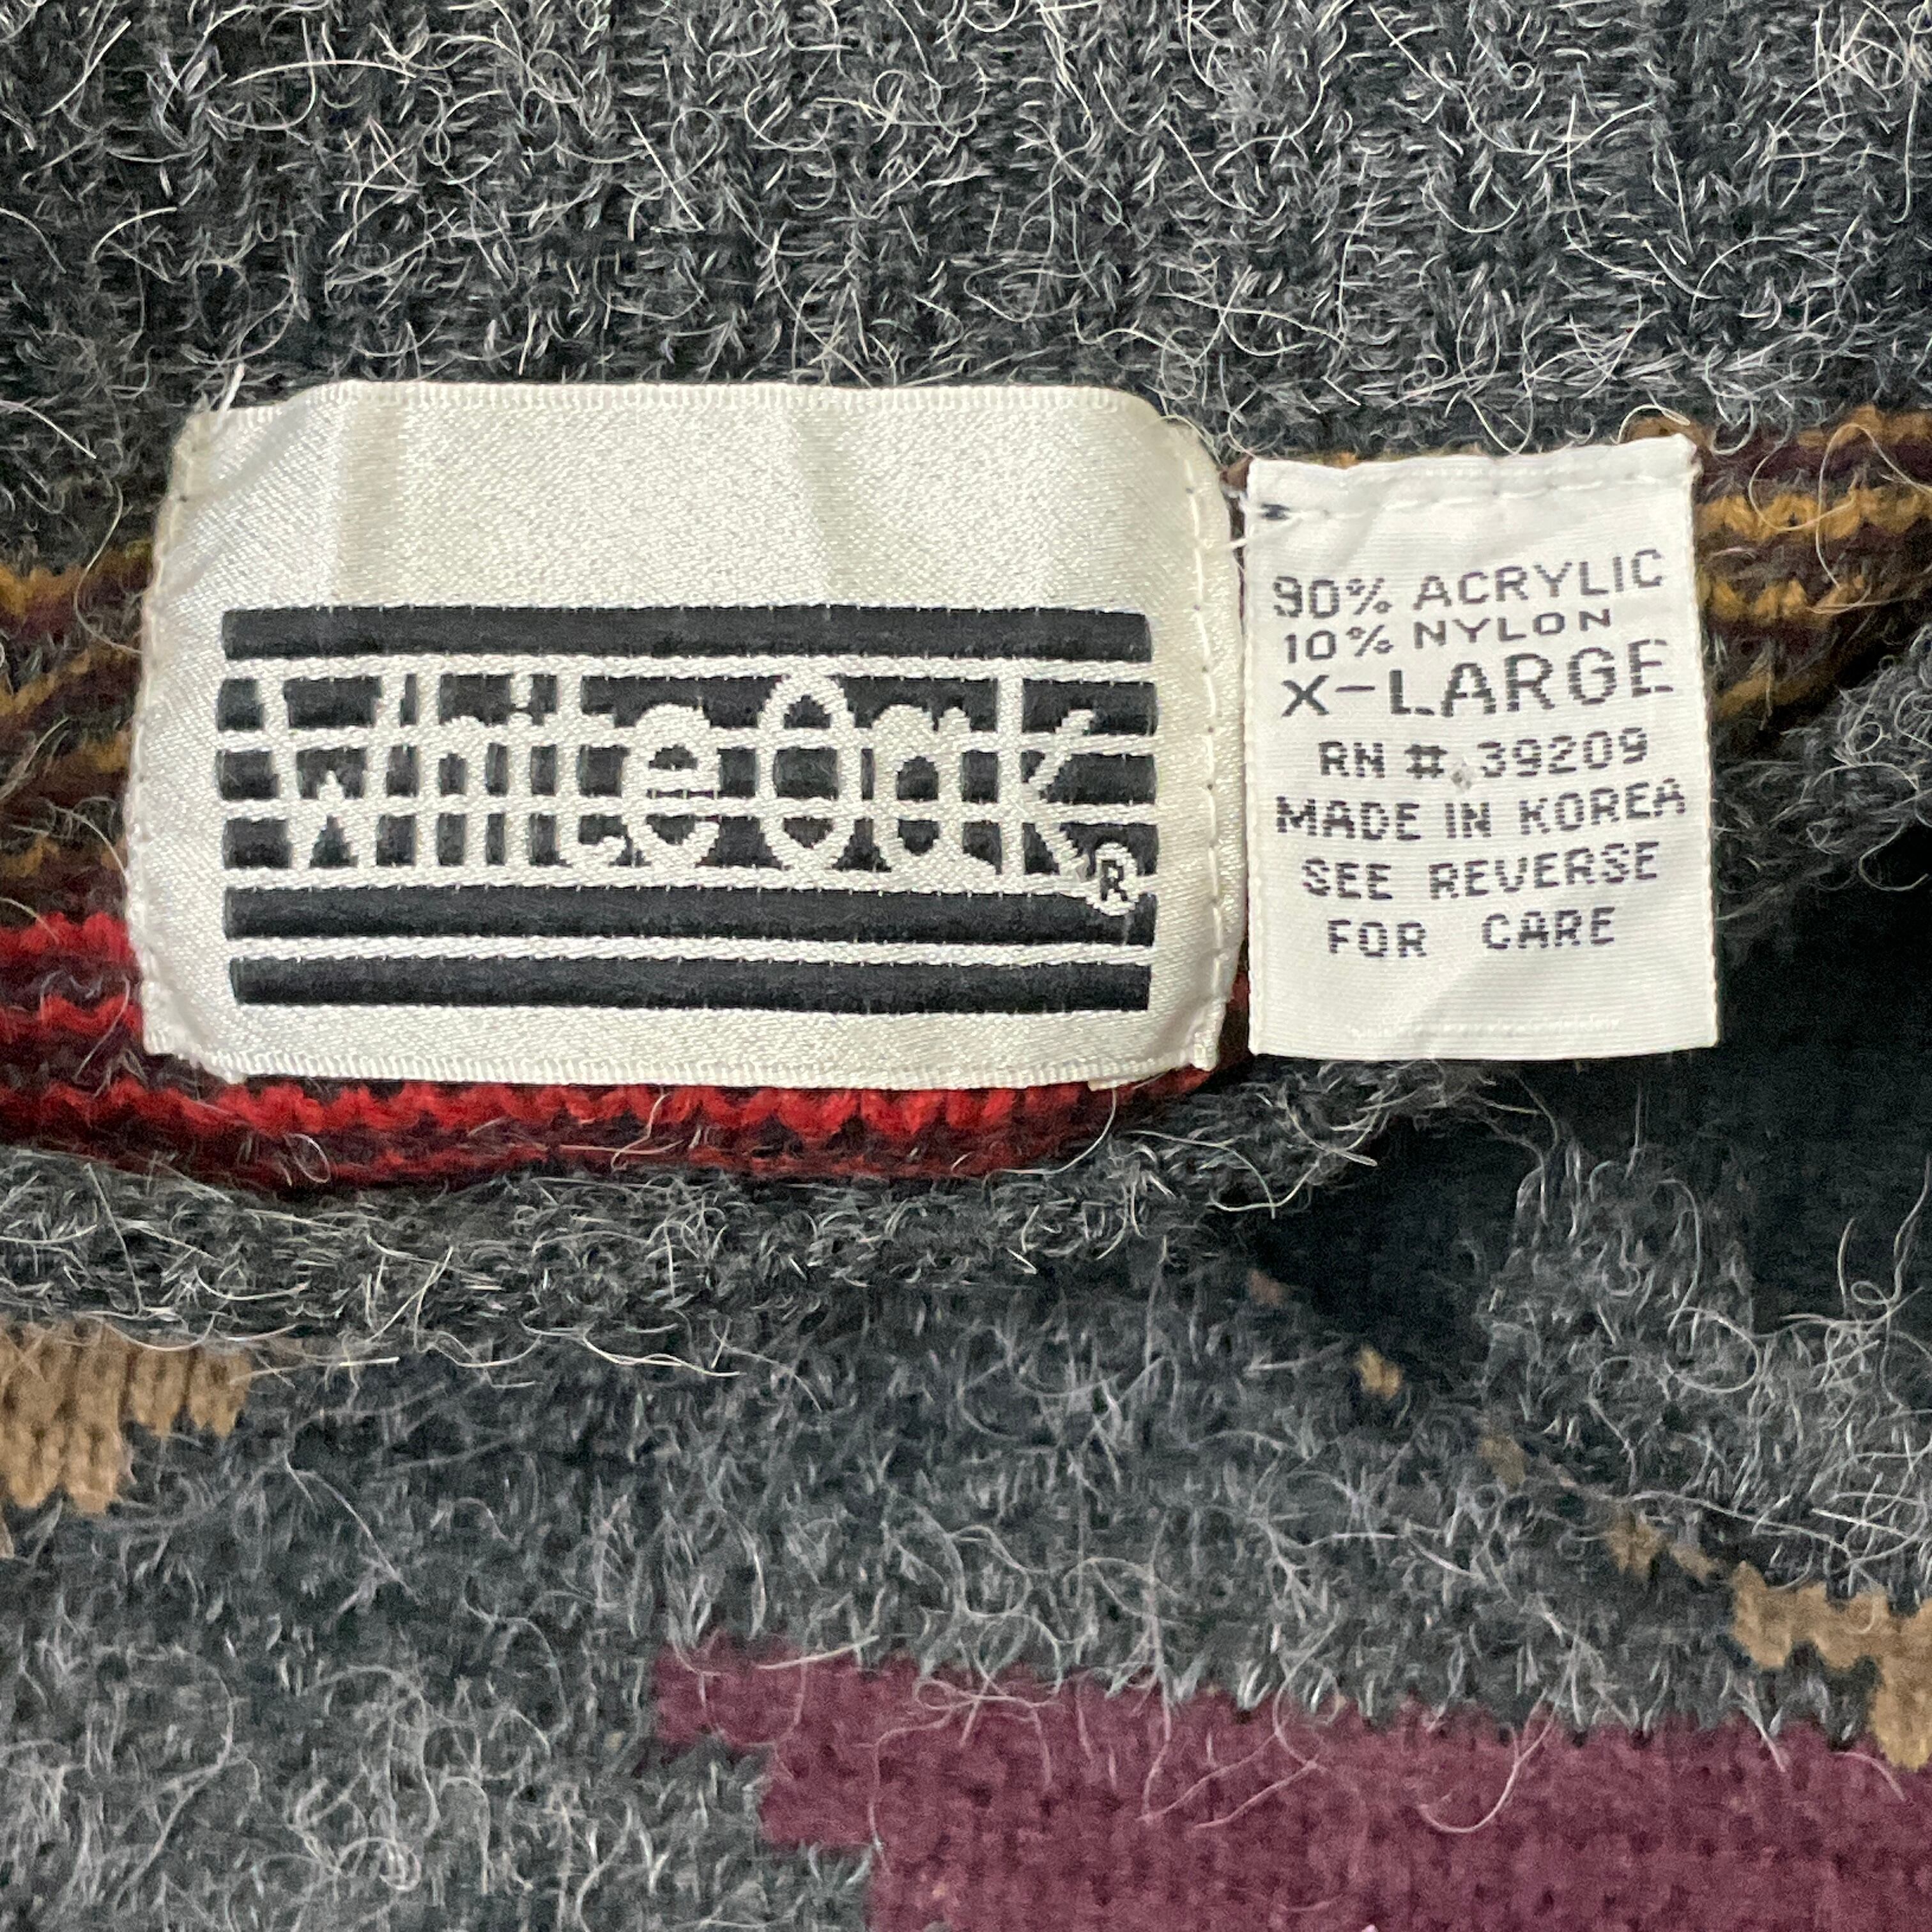 White Oak ®
90% ACRYLIC
10% NYLON
X-LARGE
RN # 39209
MADE IN KOREA
SEE REVERSE
FOR CARE